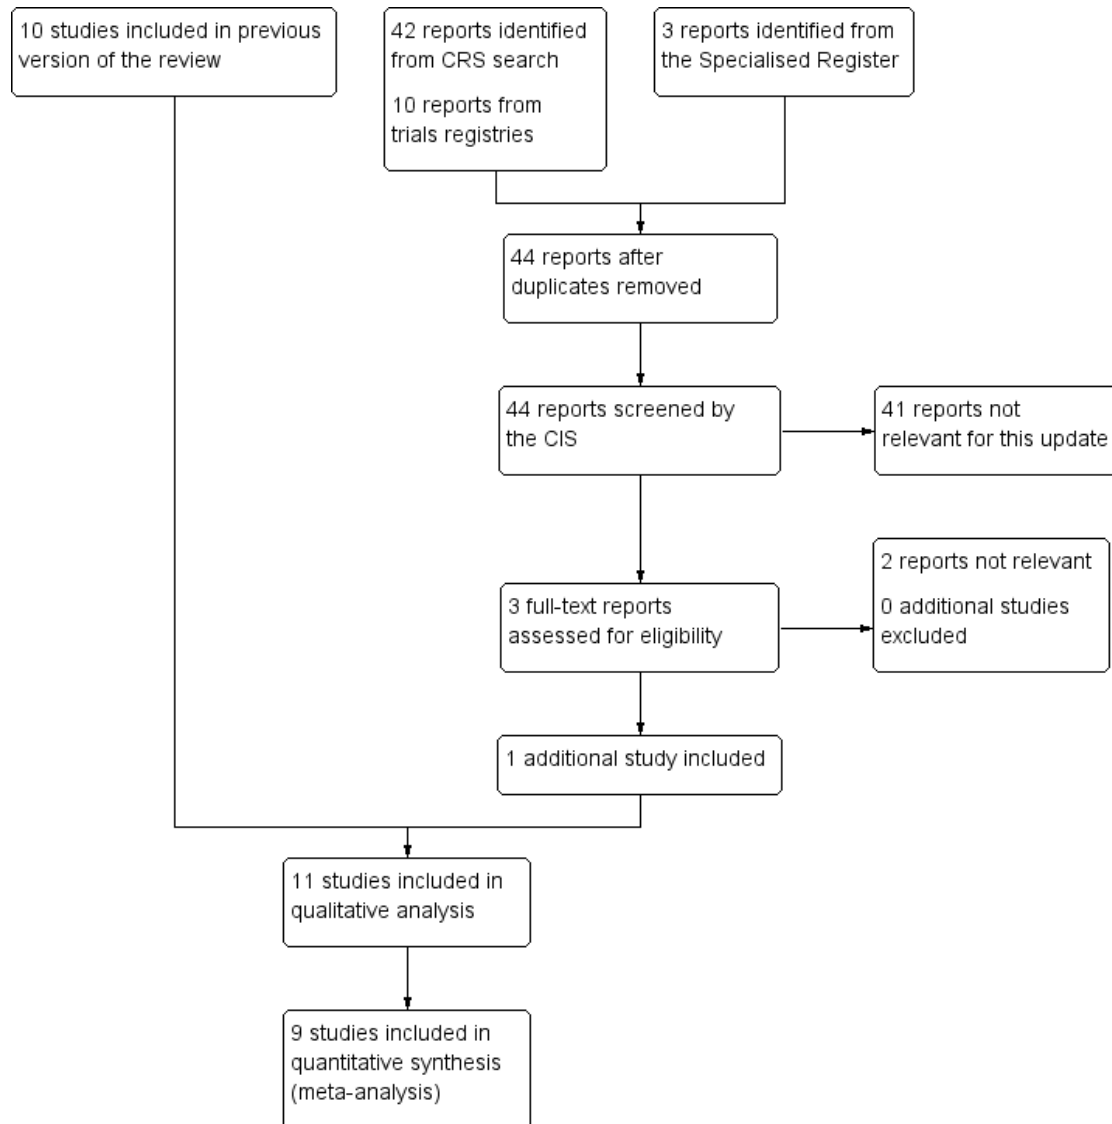 10 studies included in previous
version of the review
42 reports identified
from CRS search
10 reports from
trials registries
3 reports identified from
the Specialised Register
44 reports after
duplicates removed
44 reports screened by
the CIS
41 reports not
relevant for this update
3 full-text reports
assessed for eligibility
2 reports not relevant
0 additional studies
excluded
1 additional study included
11 studies included in
qualitative analysis
9 studies included in
quantitative synthesis
(meta-analysis)